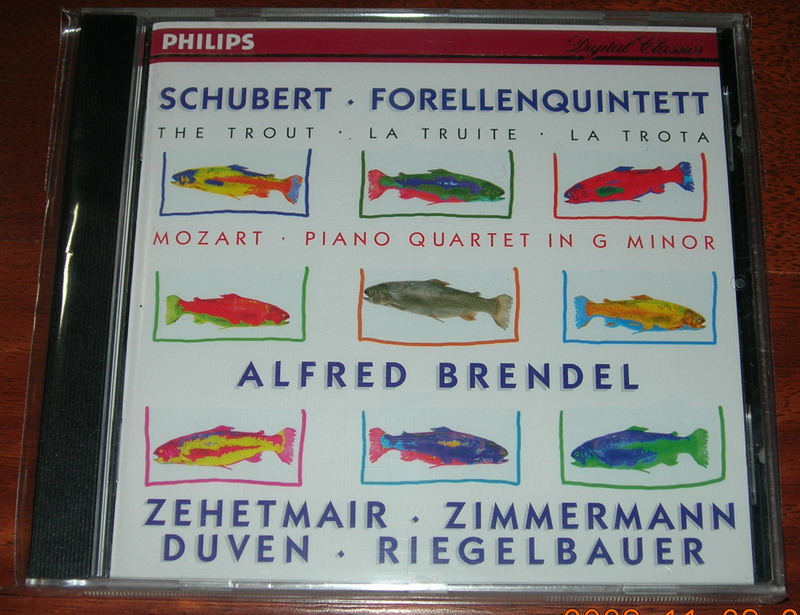 PHILIPS
Digital Classics
SCHUBERT · FORELLENQUINTETT
THE TROUT · LA TRUITE · LA TROTA
MOZART · PIANO QUARTET IN G MINOR
ALFRED BRENDEL
ZEHETMAIR · ZIMMERMANN
DUVEN · RIEGELBAUER